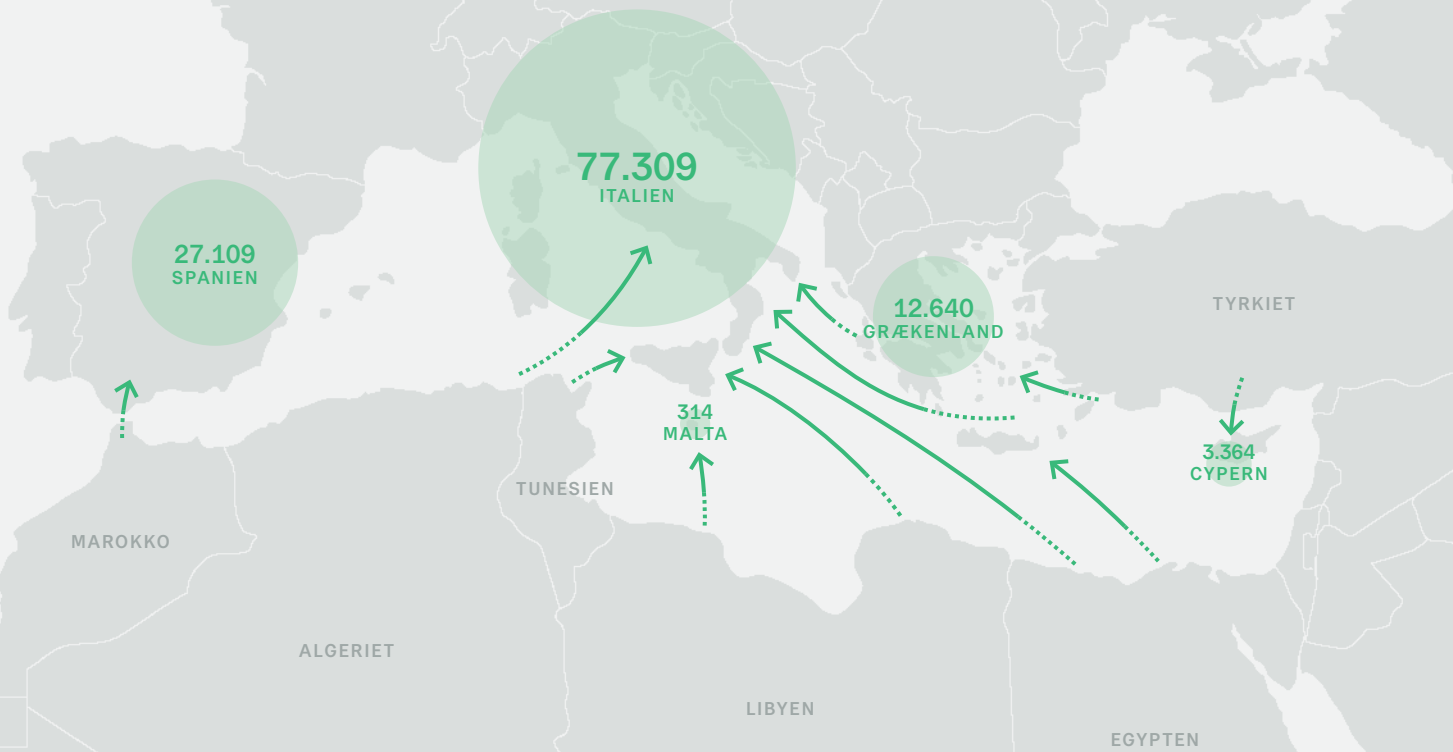 77.309
ITALIEN
27.109
SPANIEN
12.640
GRÆKENLAND
TYRKIET
314
MALTA
3.364
CYPERN
TUNESIEN
MAROKKO
ALGERIET
LIBYEN
EGYPTEN